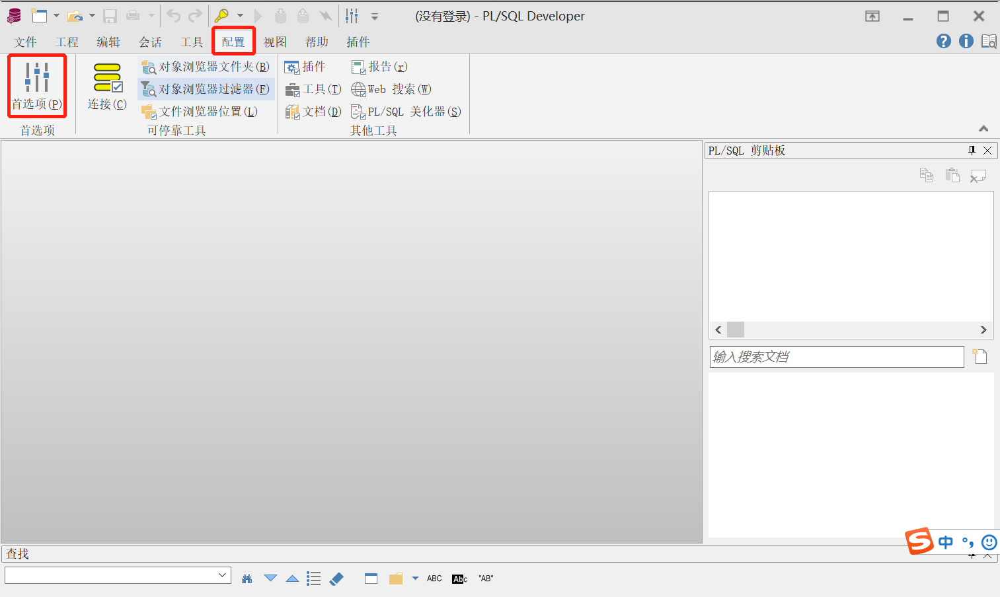 (没有登录) - PL/SQL Developer
文件 工程 编辑 会话 工具 配置 视图 帮助 插件
首选项(P)
连接(C)
对象浏览器文件夹(B)
对象浏览器过滤器(F)
文件浏览器位置(L)
插件 报告(r)
工具(T) Web 搜索(W)
文档(D) PL/SQL 美化器(S)
首选项 可停靠工具 其他工具
PL/SQL 剪贴板
输入搜索文档
S 中 °,
查找
ABC Abc "AB"